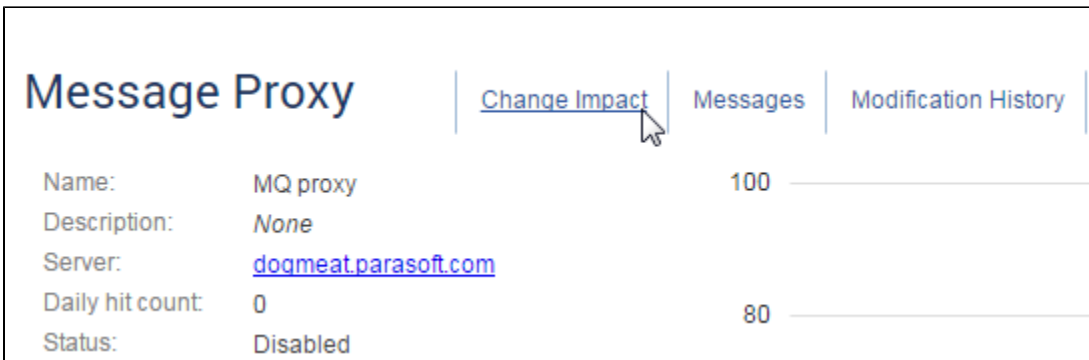 Message Proxy
Change Impact
Messages
Modification History
Name: MQ proxy
Description: None
Server: dogmeat.parasoft.com
Daily hit count: 0
Status: Disabled
100
80